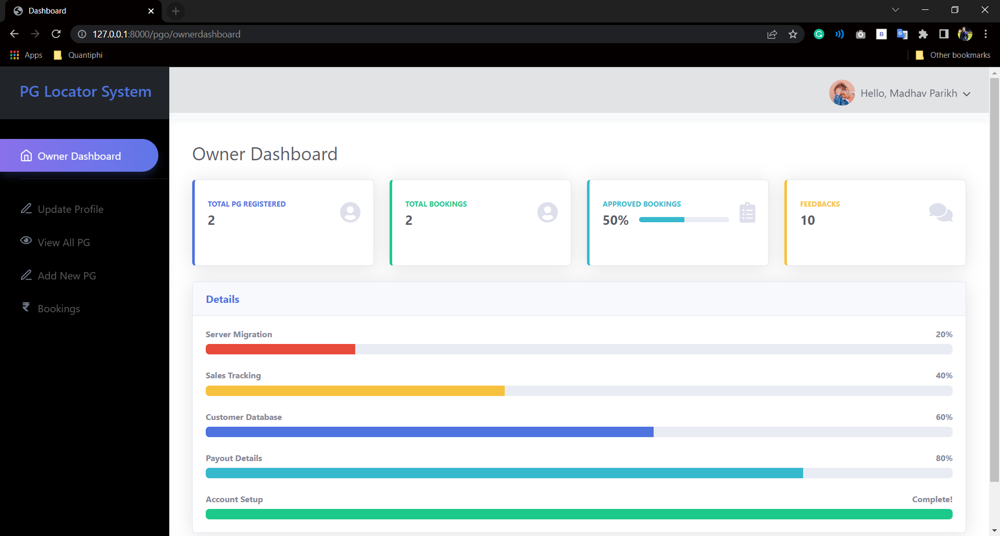 Dashboard
127.0.0.1:8000/pgo/ownerdashboard
Apps
Quantiphi
Other bookmarks
PG Locator System
Hello, Madhav Parikh
Owner Dashboard
Update Profile
View All PG
Add New PG
₹ Bookings
Owner Dashboard
TOTAL PG REGISTERED
2
TOTAL BOOKINGS
2
APPROVED BOOKINGS
50%
FEEDBACKS
10
Details
Server Migration 20%
Sales Tracking 40%
Customer Database 60%
Payout Details 80%
Account Setup Complete!